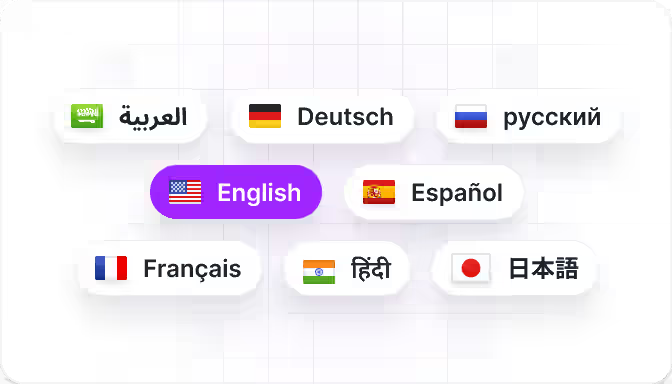 العربية
Deutsch
русский
English
Español
Français
हिंदी
日本語